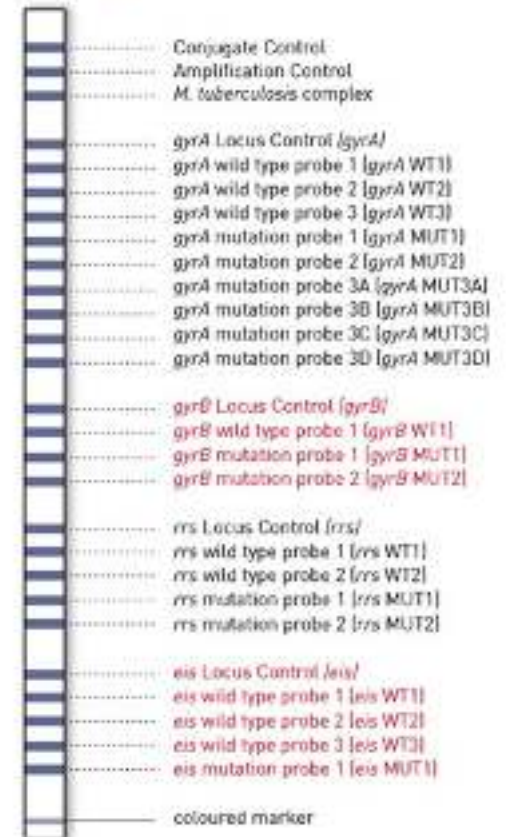 Conjugate Control
Amplification Control
M. tuberculosis complex
gyrA Locus Control (gyrA)
gyrA wild type probe 1 (gyrA WT1)
gyrA wild type probe 2 (gyrA WT2)
gyrA wild type probe 3 (gyrA WT3)
gyrA mutation probe 1 (gyrA MUT1)
gyrA mutation probe 2 (gyrA MUT2)
gyrA mutation probe 3A (gyrA MUT3A)
gyrA mutation probe 3B (gyrA MUT3B)
gyrA mutation probe 3C (gyrA MUT3C)
gyrA mutation probe 3D (gyrA MUT3D)
gyrB Locus Control (gyrB)
gyrB wild type probe 1 (gyrB WT1)
gyrB mutation probe 1 (gyrB MUT1)
gyrB mutation probe 2 (gyrB MUT2)
rrs Locus Control (rrs)
rrs wild type probe 1 (rrs WT1)
rrs wild type probe 2 (rrs WT2)
rrs mutation probe 1 (rrs MUT1)
rrs mutation probe 2 (rrs MUT2)
eis Locus Control (eis)
eis wild type probe 1 (eis WT1)
eis wild type probe 2 (eis WT2)
eis wild type probe 3 (eis WT3)
eis mutation probe 1 (eis MUT1)
coloured marker